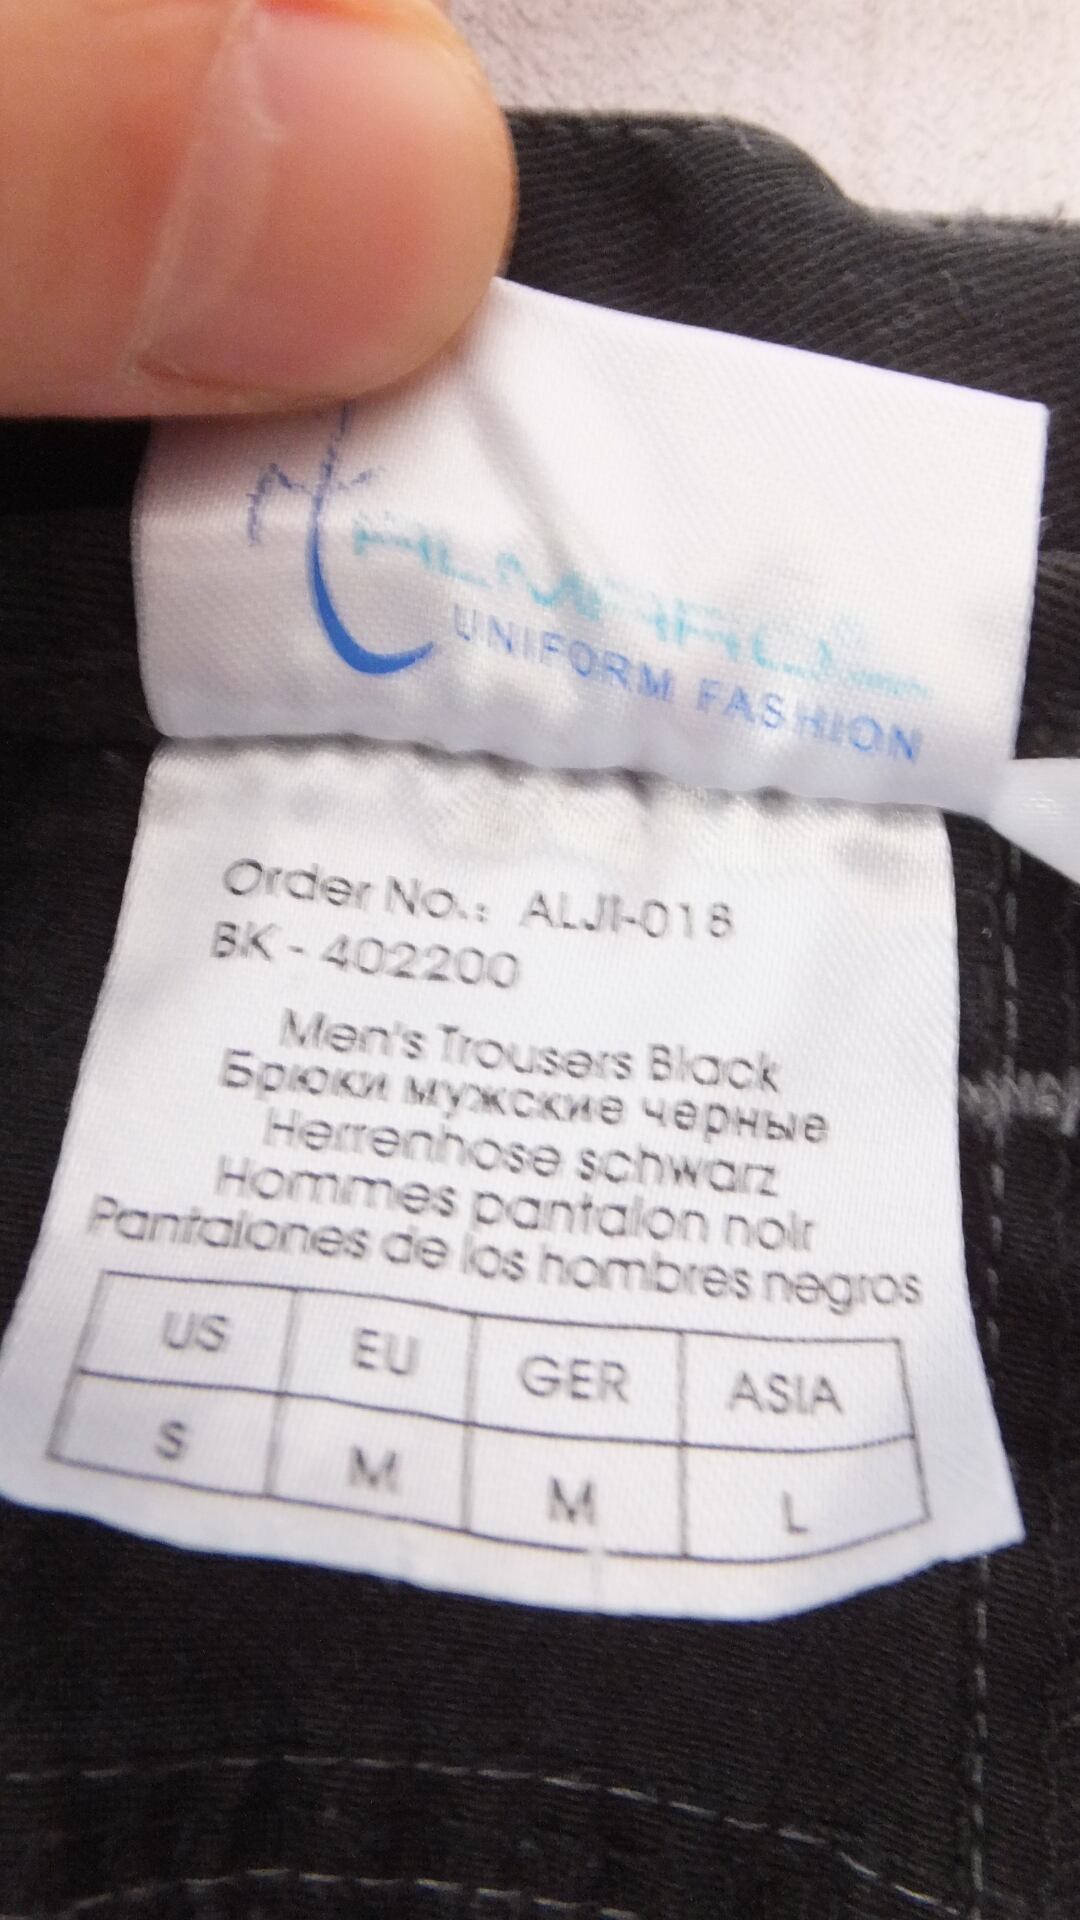 UNIFORM FASHION
Order No.: ALJI-018
BK - 402200
Men's Trousers Black
Брюки мужские черные
Herrenhose schwarz
Hommes pantalon noir
Pantalones de los hombres negros
US EU GER ASIA
S M M L